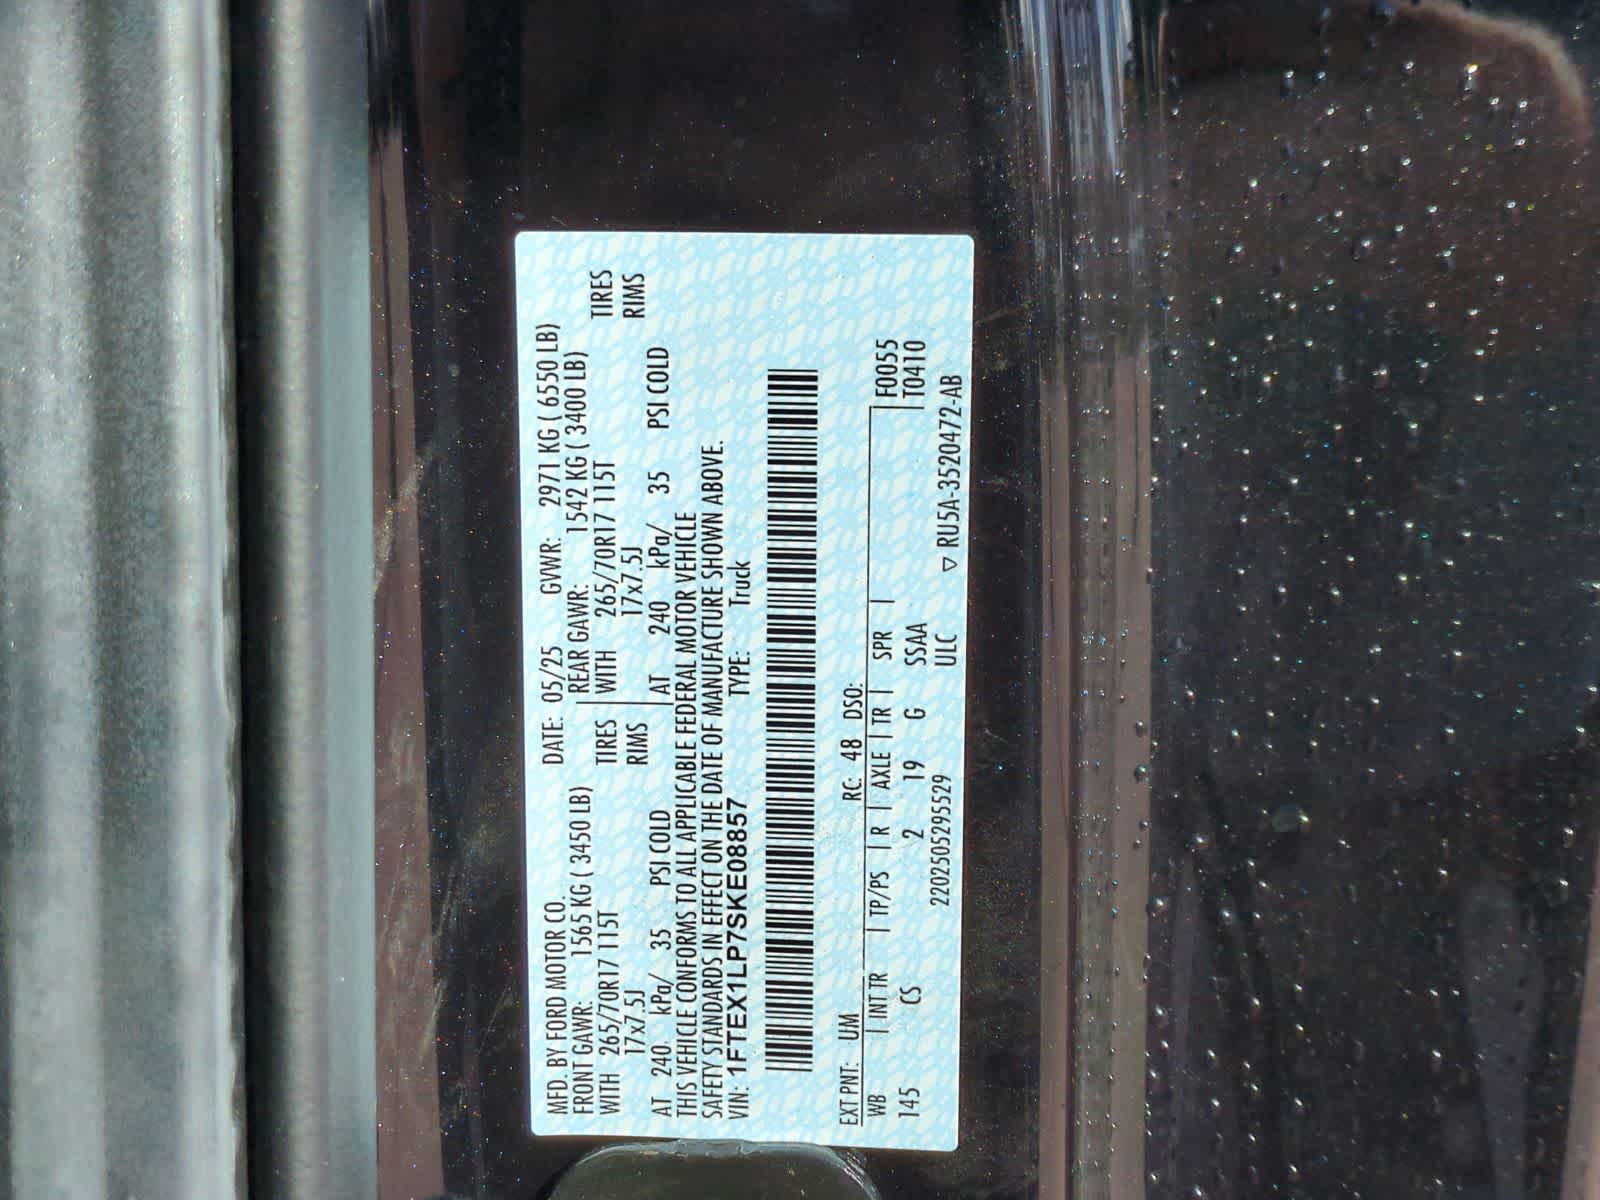 MFD. BY FORD MOTOR CO. DATE: 05/25 GVWR: 2971 KG ( 6550 LB)
FRONT GAWR: 1565 KG ( 3450 LB) REAR GAWR: 1542 KG ( 3400 LB)
WITH 265/70R17 115T TIRES WITH 265/70R17 115T TIRES
17x7.5J RIMS 17x7.5J RIMS
AT 240 kPa/ 35 PSI COLD AT 240 kPa/ 35 PSI COLD
THIS VEHICLE CONFORMS TO ALL APPLICABLE FEDERAL MOTOR VEHICLE
SAFETY STANDARDS IN EFFECT ON THE DATE OF MANUFACTURE SHOWN ABOVE.
VIN: 1FTEX1LP7SKE08857 TYPE: Truck
EXT PNT: UM RC: 48 DSO:
WB | INT TR | TP/PS | R | AXLE | TR | SPR | F0055
145 CS 2 19 G SSAA T0410
2202505295529 ULC ▽ RU5A-3520472-AB